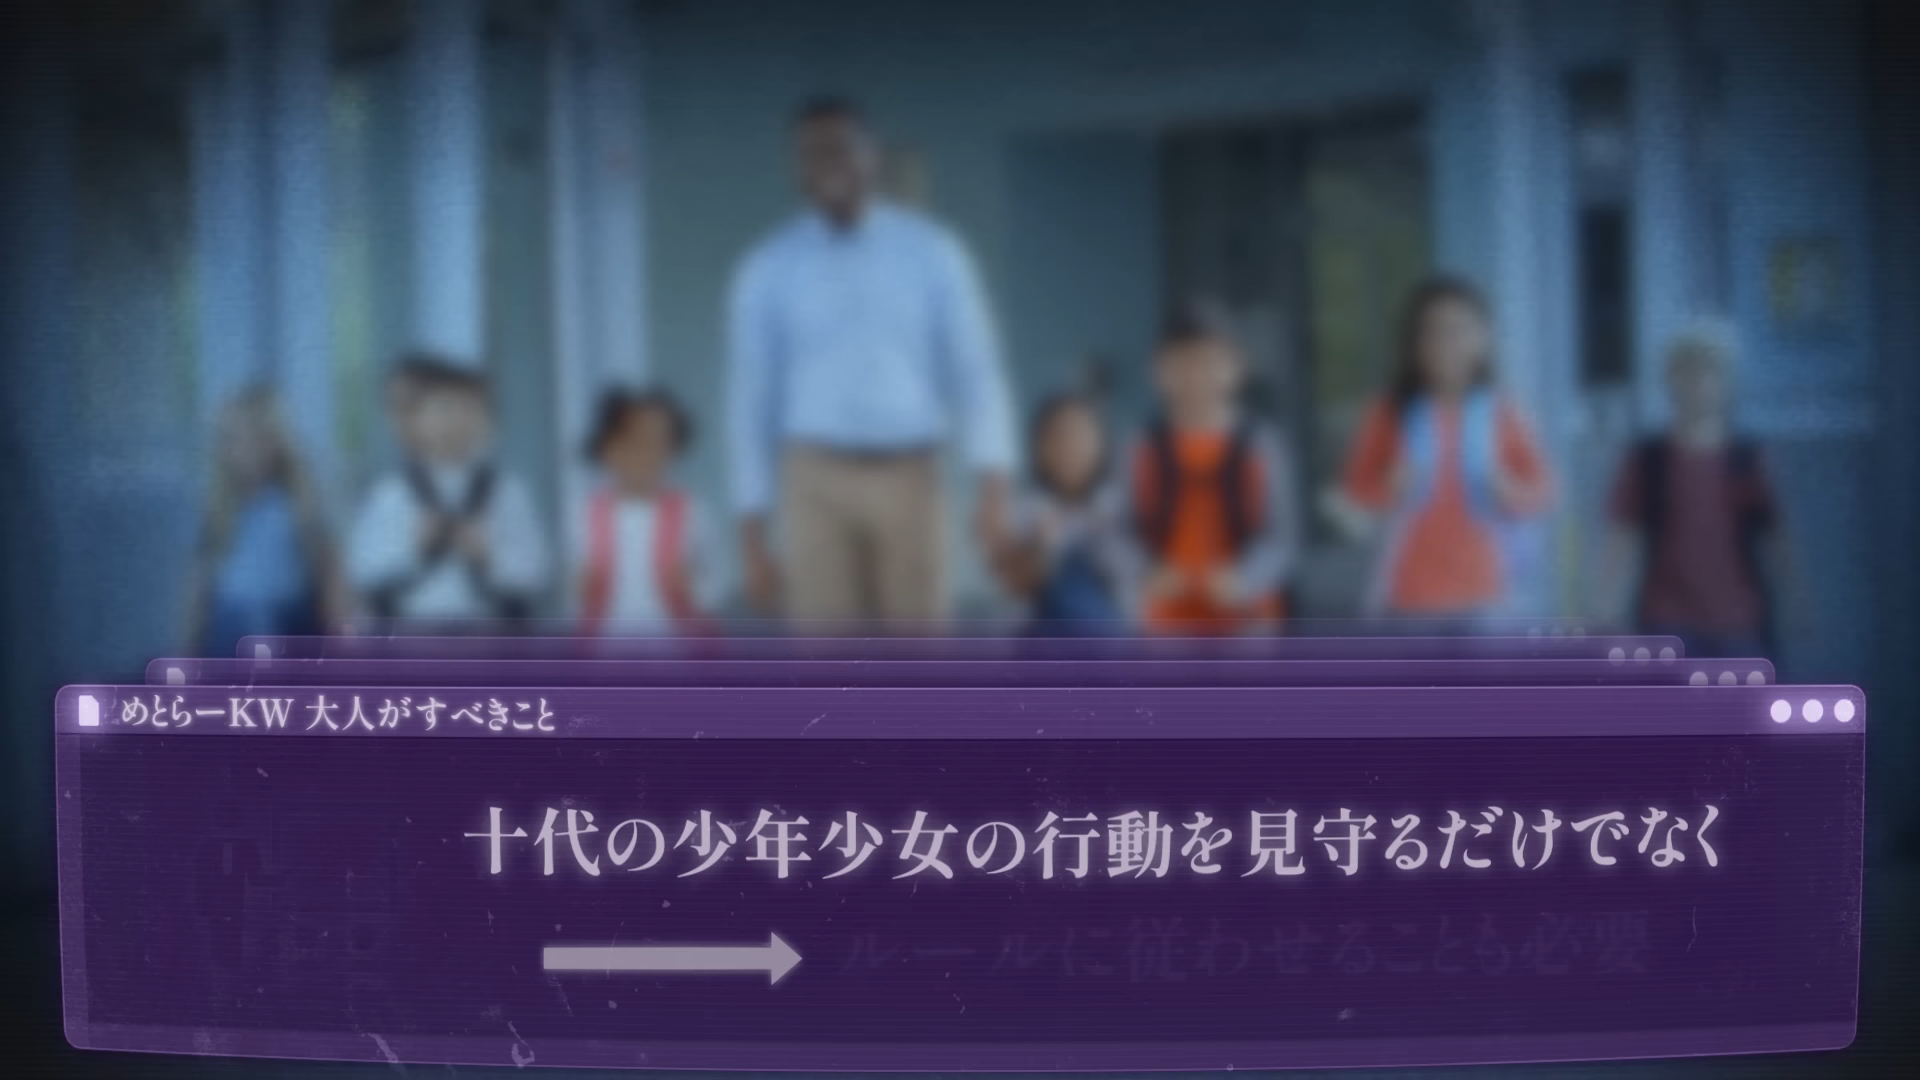 めとらーKW 大人がすべきこと
十代の少年少女の行動を見守るだけでなく
ルールに従わせることも必要